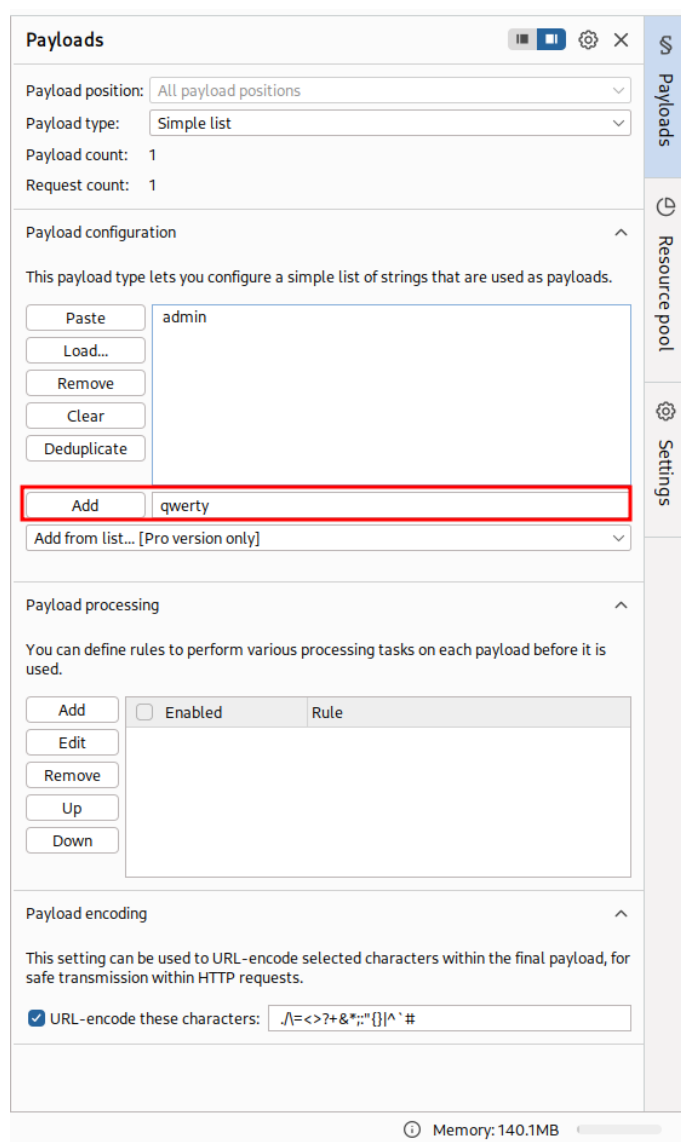 Payloads
Payload position: All payload positions
Payload type: Simple list
Payload count: 1
Request count: 1
Payload configuration
This payload type lets you configure a simple list of strings that are used as payloads.
Paste
admin
Load...
Remove
Clear
Deduplicate
Add
qwerty
Add from list... [Pro version only]
Payload processing
You can define rules to perform various processing tasks on each payload before it is
used.
Add
Enabled
Rule
Edit
Remove
Up
Down
Payload encoding
This setting can be used to URL-encode selected characters within the final payload, for
safe transmission within HTTP requests.
URL-encode these characters: ./\=<>?+&*;:"{}|^`#
Memory: 140.1MB
§
Payloads
Resource pool
Settings